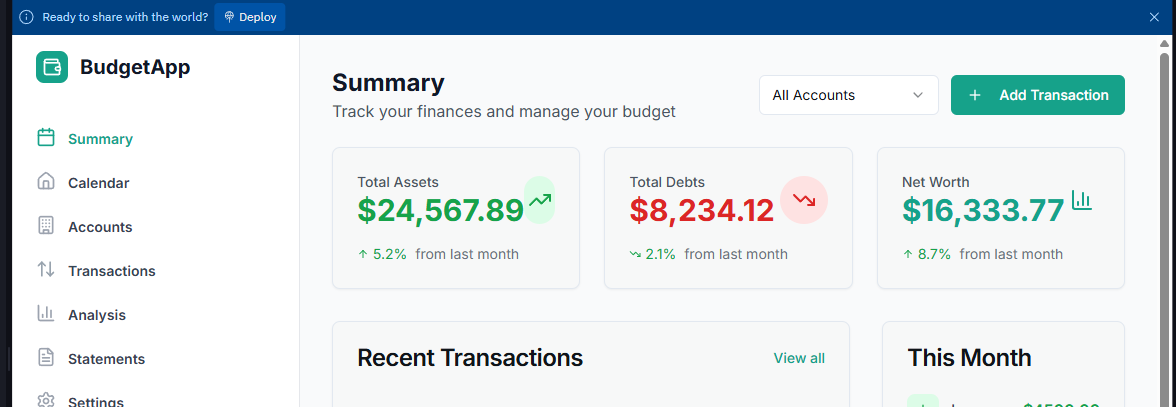 Ready to share with the world? Deploy
BudgetApp
Summary
Calendar
Accounts
Transactions
Analysis
Statements
Settings
Summary
Track your finances and manage your budget
All Accounts
Add Transaction
Total Assets
$24,567.89
5.2% from last month
Total Debts
$8,234.12
2.1% from last month
Net Worth
$16,333.77
8.7% from last month
Recent Transactions
View all
This Month